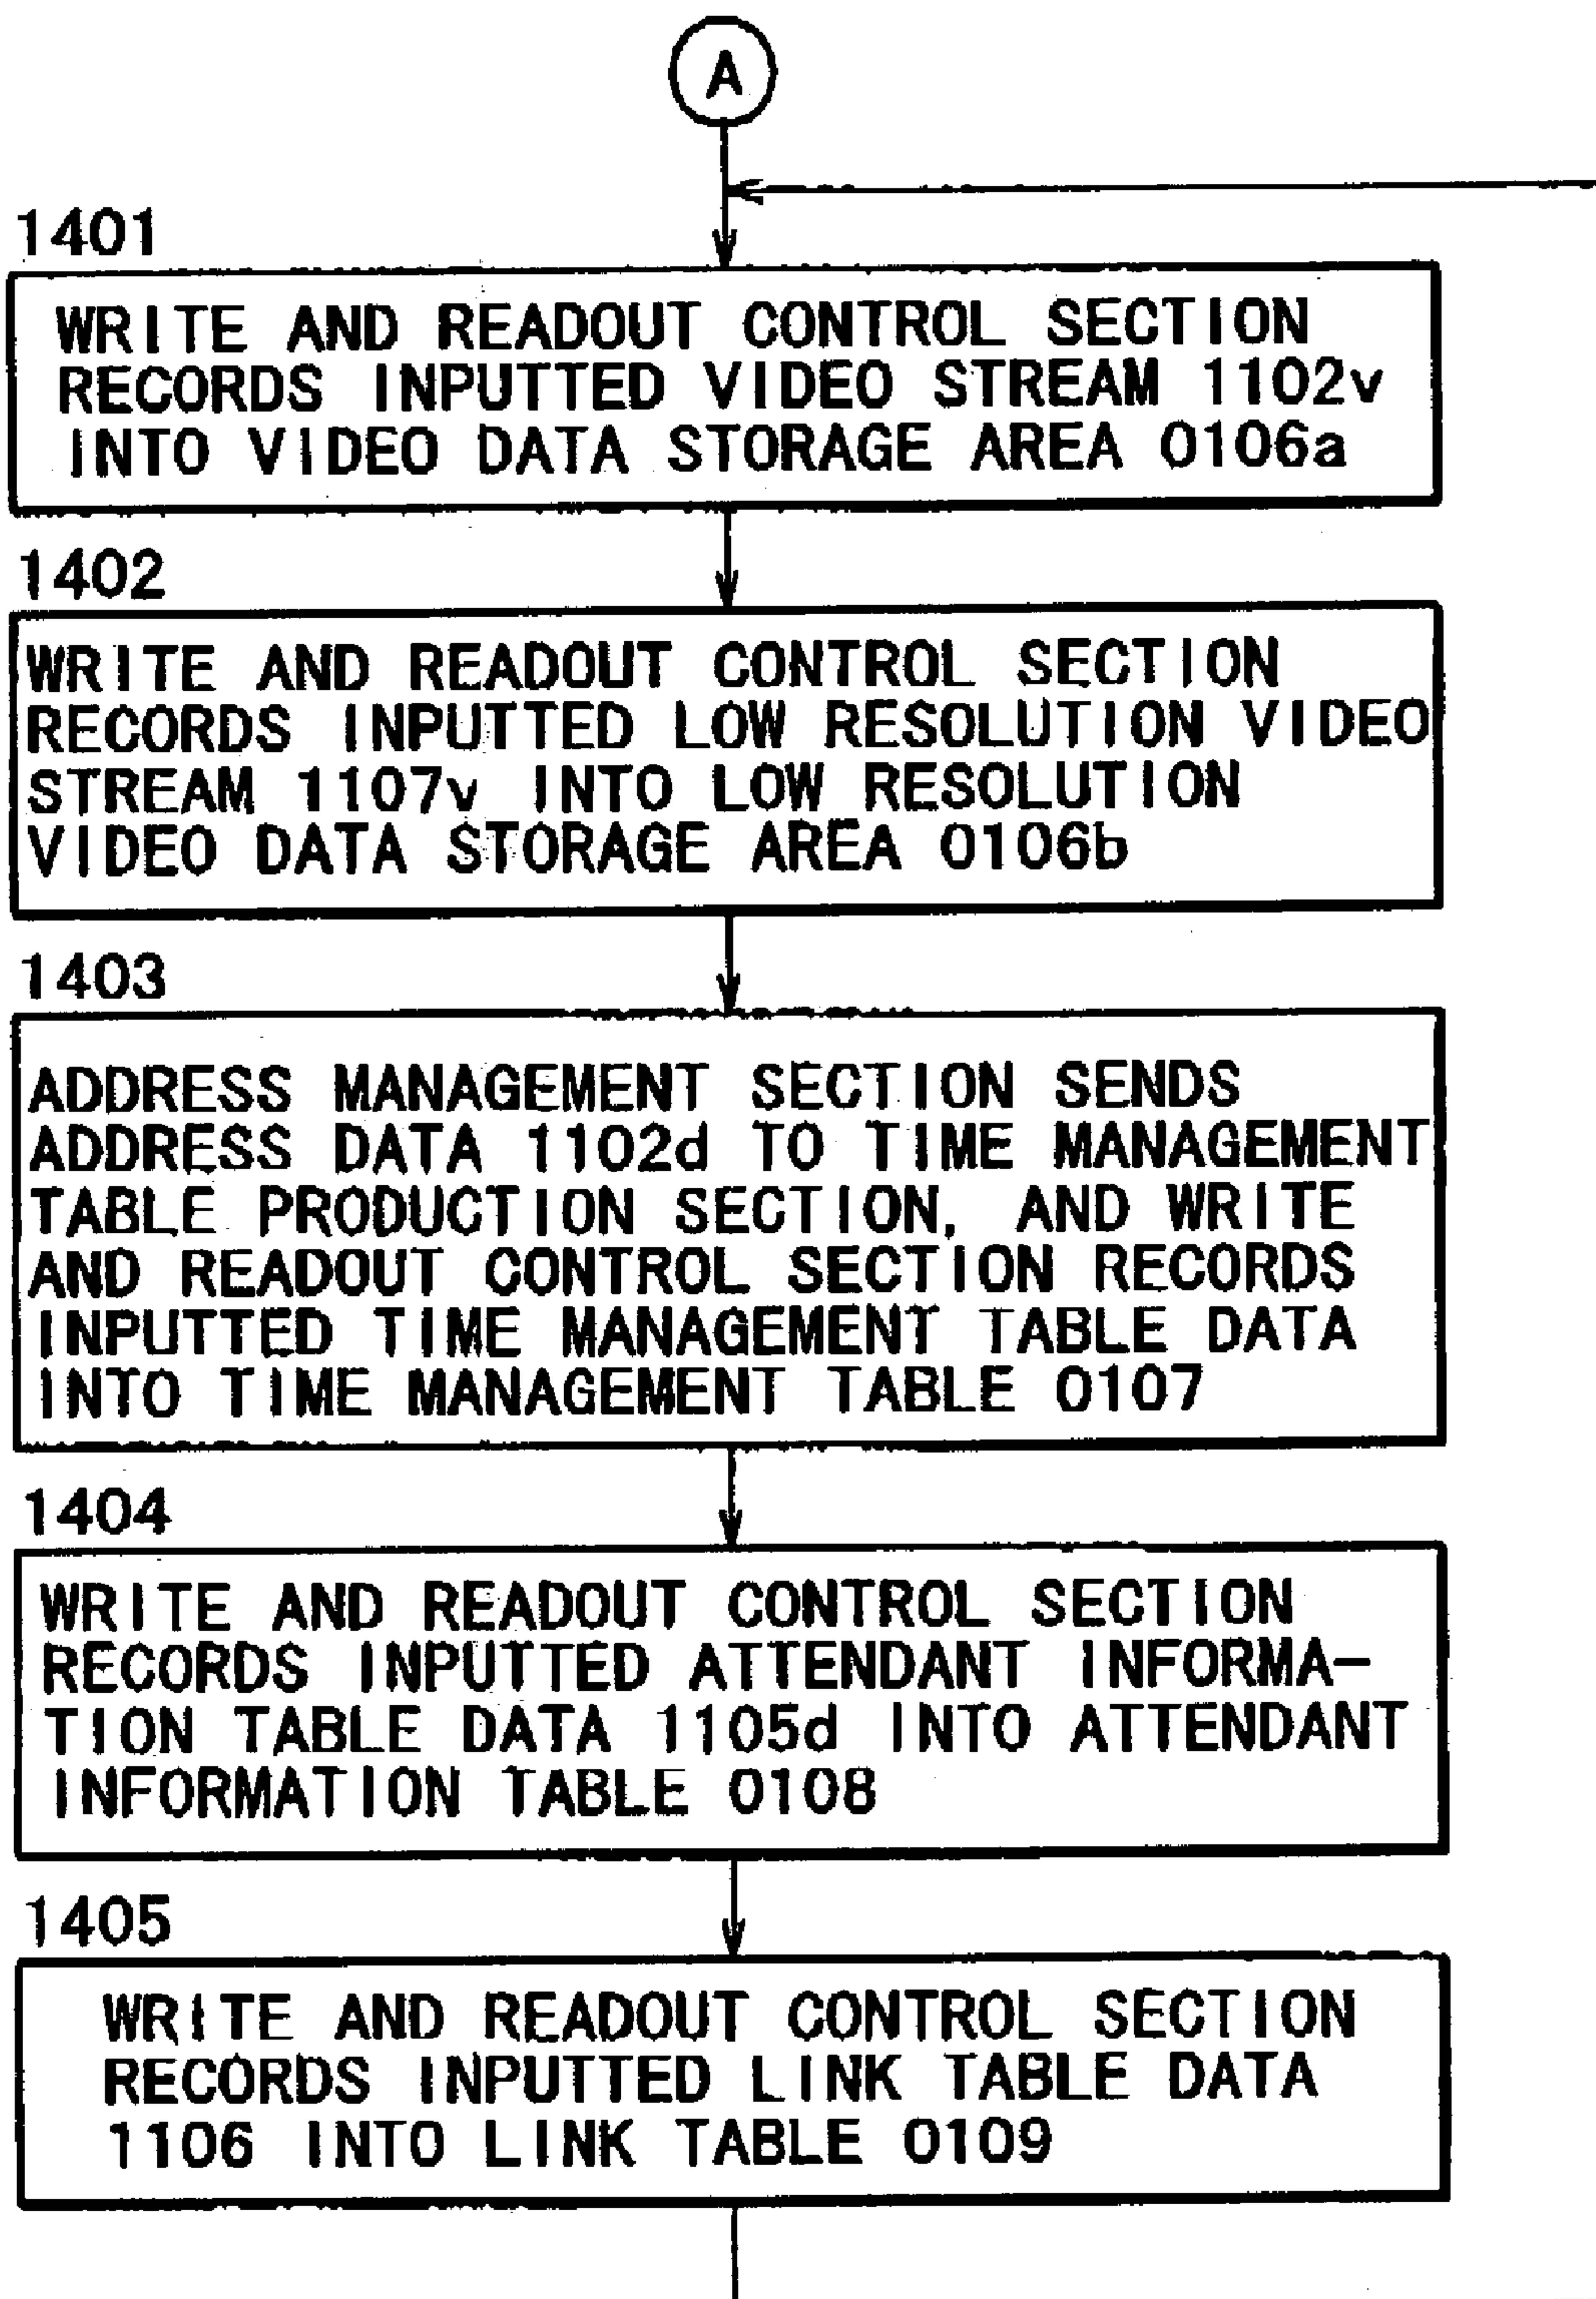 A
1401
WRITE AND READOUT CONTROL SECTION
RECORDS INPUTTED VIDEO STREAM 1102v
INTO VIDEO DATA STORAGE AREA 0106a
1402
WRITE AND READOUT CONTROL SECTION
RECORDS INPUTTED LOW RESOLUTION VIDEO
STREAM 1107v INTO LOW RESOLUTION
VIDEO DATA STORAGE AREA 0106b
1403
ADDRESS MANAGEMENT SECTION SENDS
ADDRESS DATA 1102d TO TIME MANAGEMENT
TABLE PRODUCTION SECTION, AND WRITE
AND READOUT CONTROL SECTION RECORDS
INPUTTED TIME MANAGEMENT TABLE DATA
INTO TIME MANAGEMENT TABLE 0107
1404
WRITE AND READOUT CONTROL SECTION
RECORDS INPUTTED ATTENDANT INFORMA-
TION TABLE DATA 1105d INTO ATTENDANT
INFORMATION TABLE 0108
1405
WRITE AND READOUT CONTROL SECTION
RECORDS INPUTTED LINK TABLE DATA
1106 INTO LINK TABLE 0109